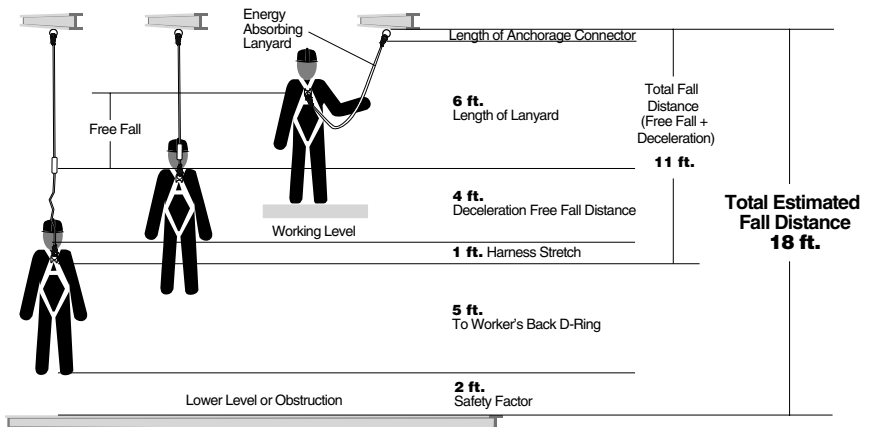 Energy
Absorbing
Lanyard
Length of Anchorage Connector
Free Fall
6 ft.
Length of Lanyard
Total Fall
Distance
(Free Fall +
Deceleration)
11 ft.
4 ft.
Deceleration Free Fall Distance
Working Level
1 ft. Harness Stretch
Total Estimated
Fall Distance
18 ft.
5 ft.
To Worker's Back D-Ring
Lower Level or Obstruction
2 ft.
Safety Factor